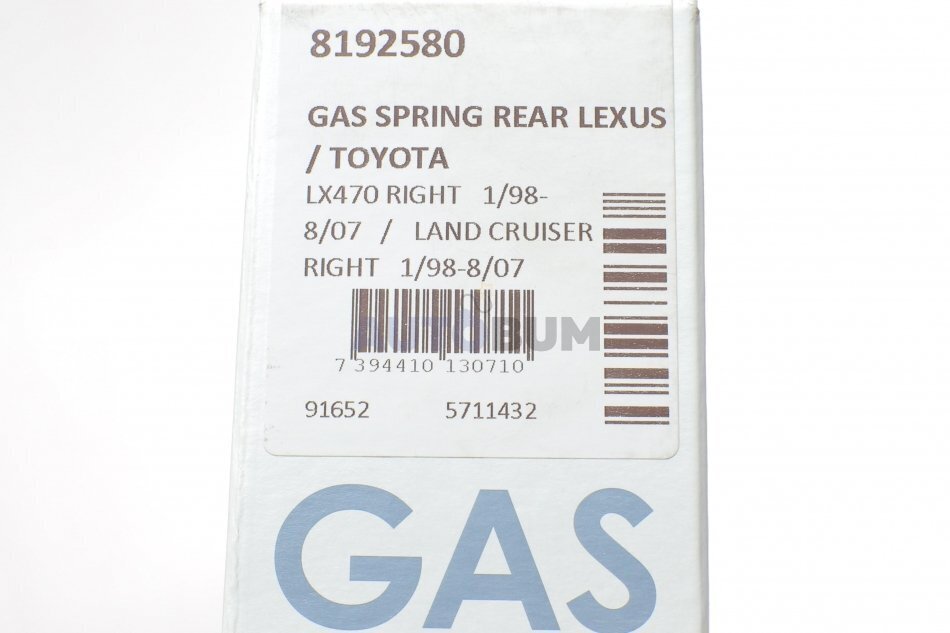 8192580
GAS SPRING REAR LEXUS
/ TOYOTA
LX470 RIGHT 1/98-
8/07 / LAND CRUISER
RIGHT 1/98-8/07
AUTOBUM
7 394410 130710
91652 5711432
GAS